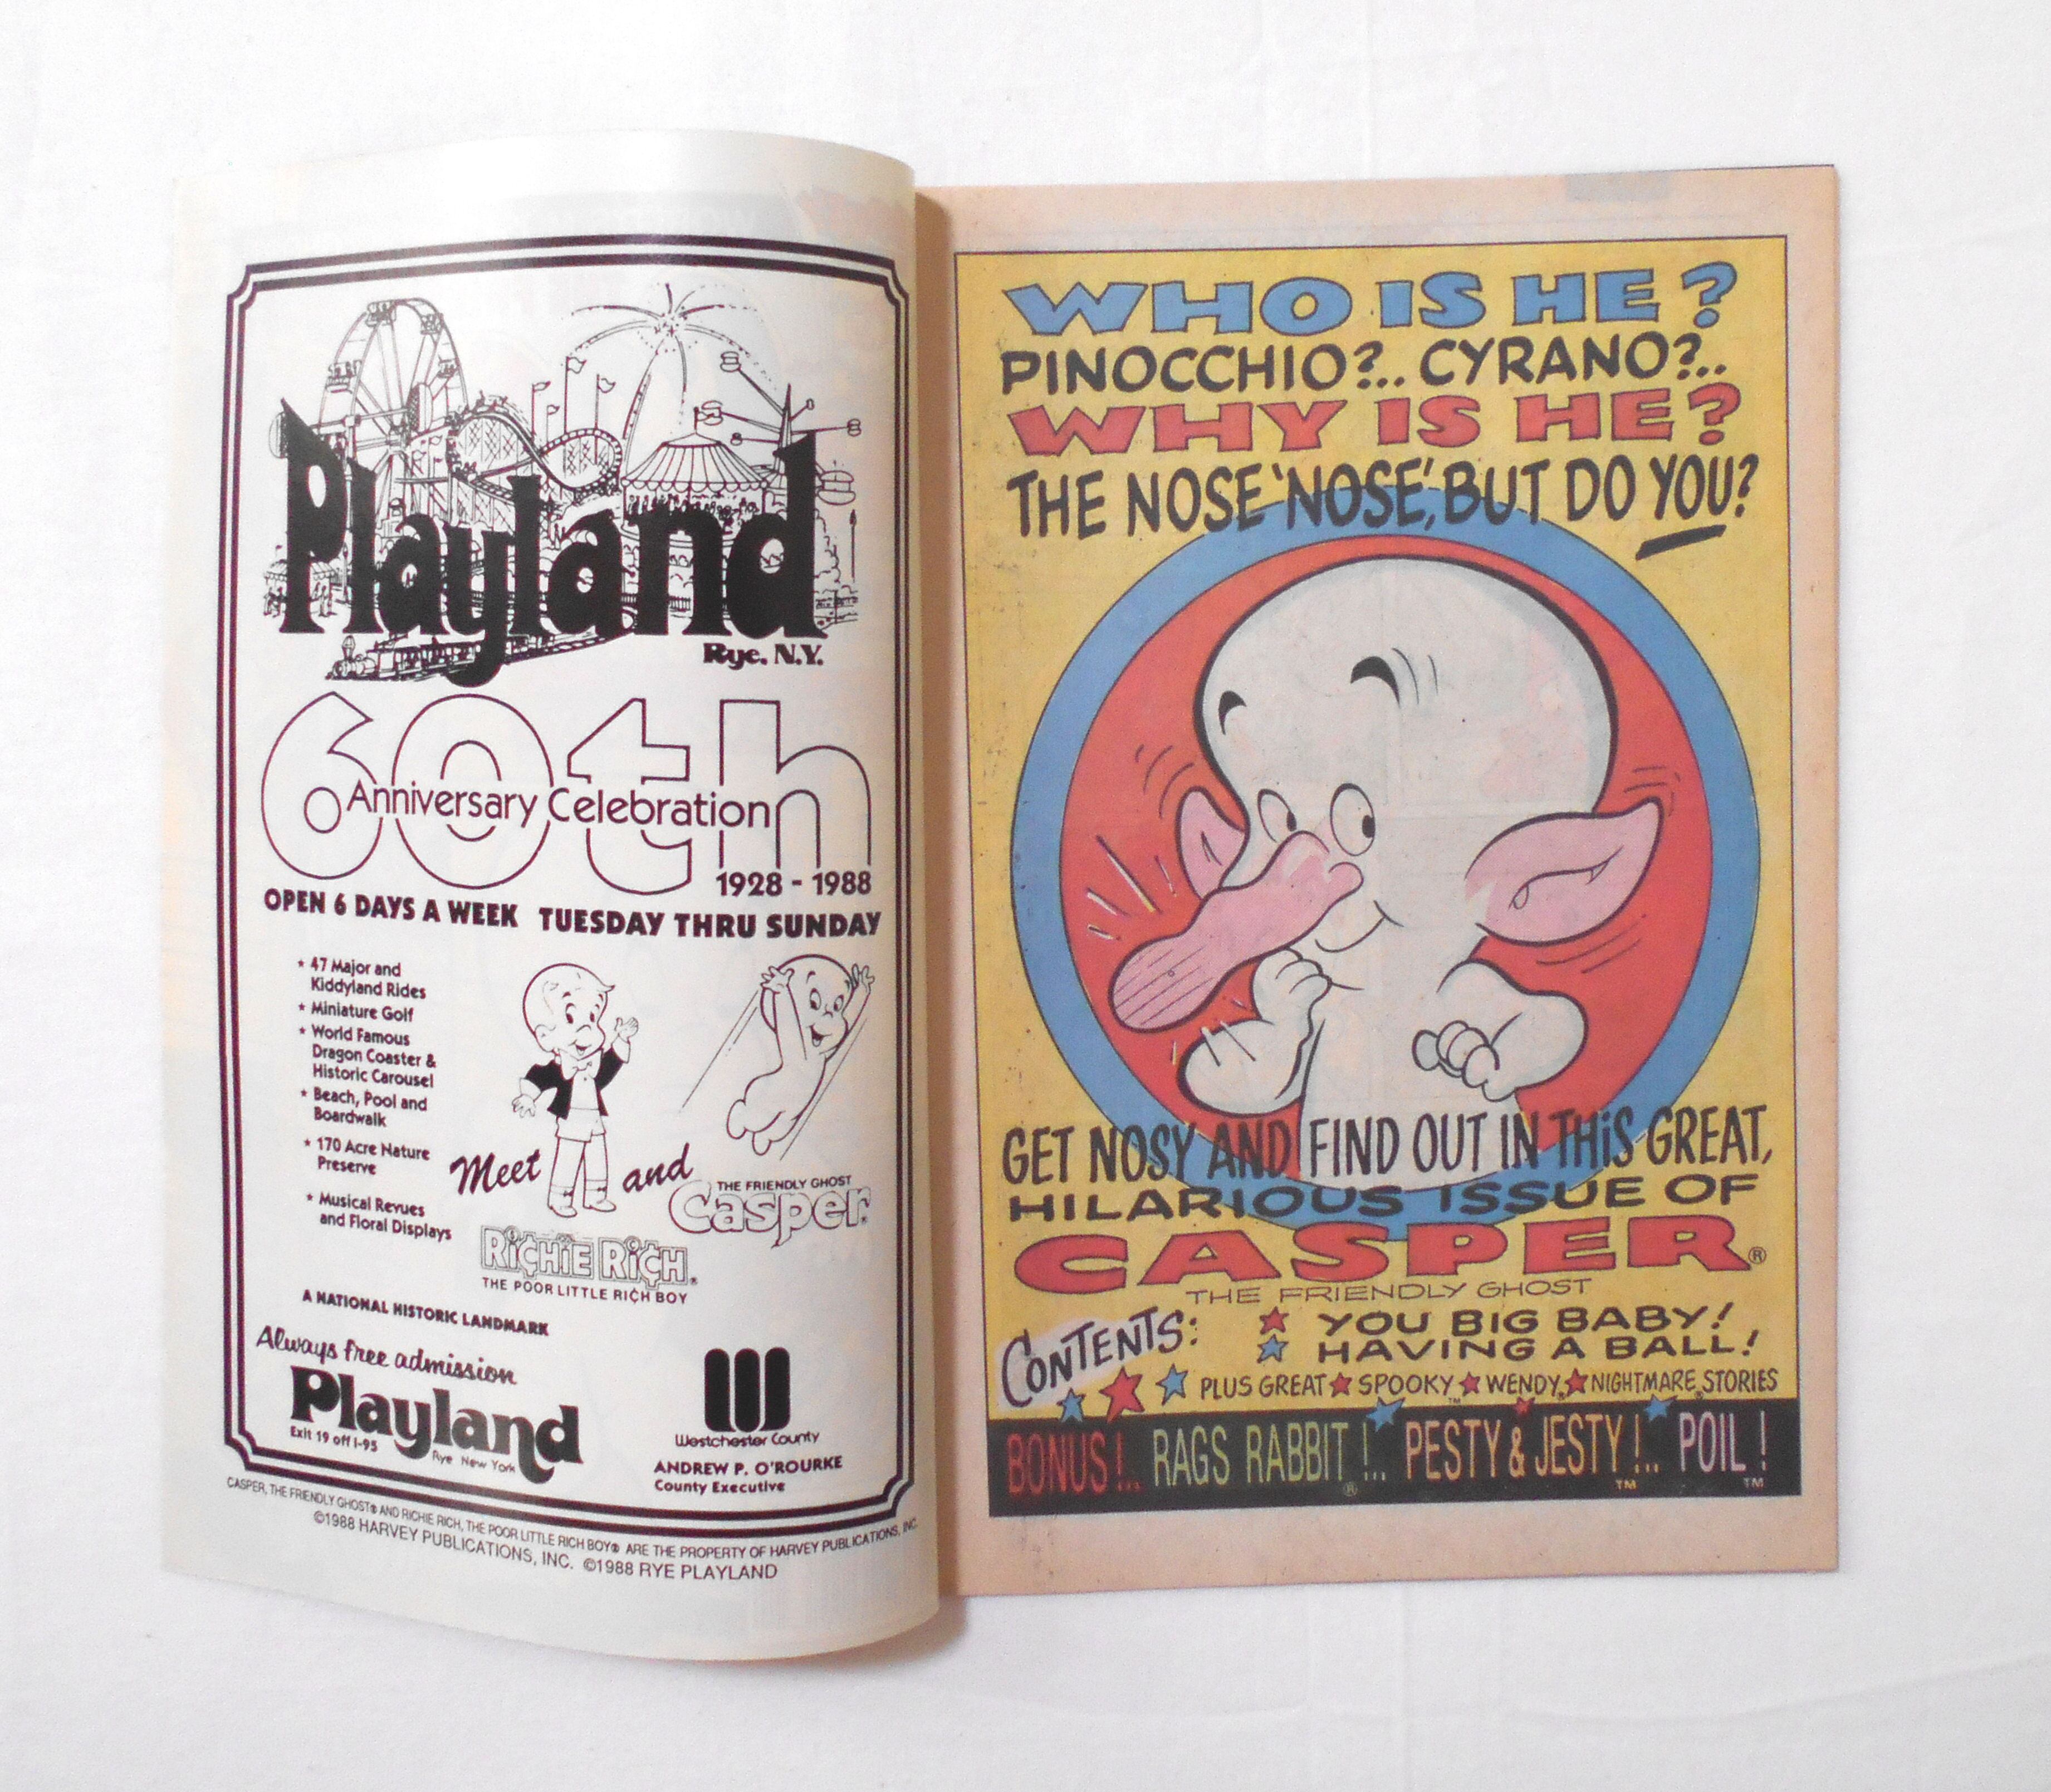 Playland
Rye, N.Y.
60th
Anniversary Celebration
1928 - 1988
OPEN 6 DAYS A WEEK TUESDAY THRU SUNDAY
* 47 Major and
Kiddyland Rides
* Miniature Golf
* World Famous
Dragon Coaster &
Historic Carousel
* Beach, Pool and
Boardwalk
* 170 Acre Nature
Preserve
* Musical Revues
and Floral Displays
Meet
and
RI¢HIE RI¢H®
THE POOR LITTLE RI¢H BOY
THE FRIENDLY GHOST
Casper®
A NATIONAL HISTORIC LANDMARK
Always free admission
Playland
Exit 19 off I-95
Rye New York
Westchester County
ANDREW P. O'ROURKE
County Executive
CASPER, THE FRIENDLY GHOST® AND RICHIE RICH, THE POOR LITTLE RICH BOY® ARE THE PROPERTY OF HARVEY PUBLICATIONS, INC.
©1988 HARVEY PUBLICATIONS, INC. ©1988 RYE PLAYLAND
WHO IS HE?
PINOCCHIO?.. CYRANO?..
WHY IS HE?
THE NOSE 'NOSE', BUT DO YOU?
GET NOSY AND FIND OUT IN THiS GREAT,
HILARIOUS ISSUE OF
CASPER®
THE FRIENDLY GHOST
CONTENTS:
★ YOU BIG BABY!
★ HAVING A BALL!
★ ★ ★ PLUS GREAT ★ SPOOKY™ ★ WENDY® ★ NIGHTMARE® STORIES
BONUS!.. RAGS RABBIT®!.. PESTY & JESTY™!.. POIL™!